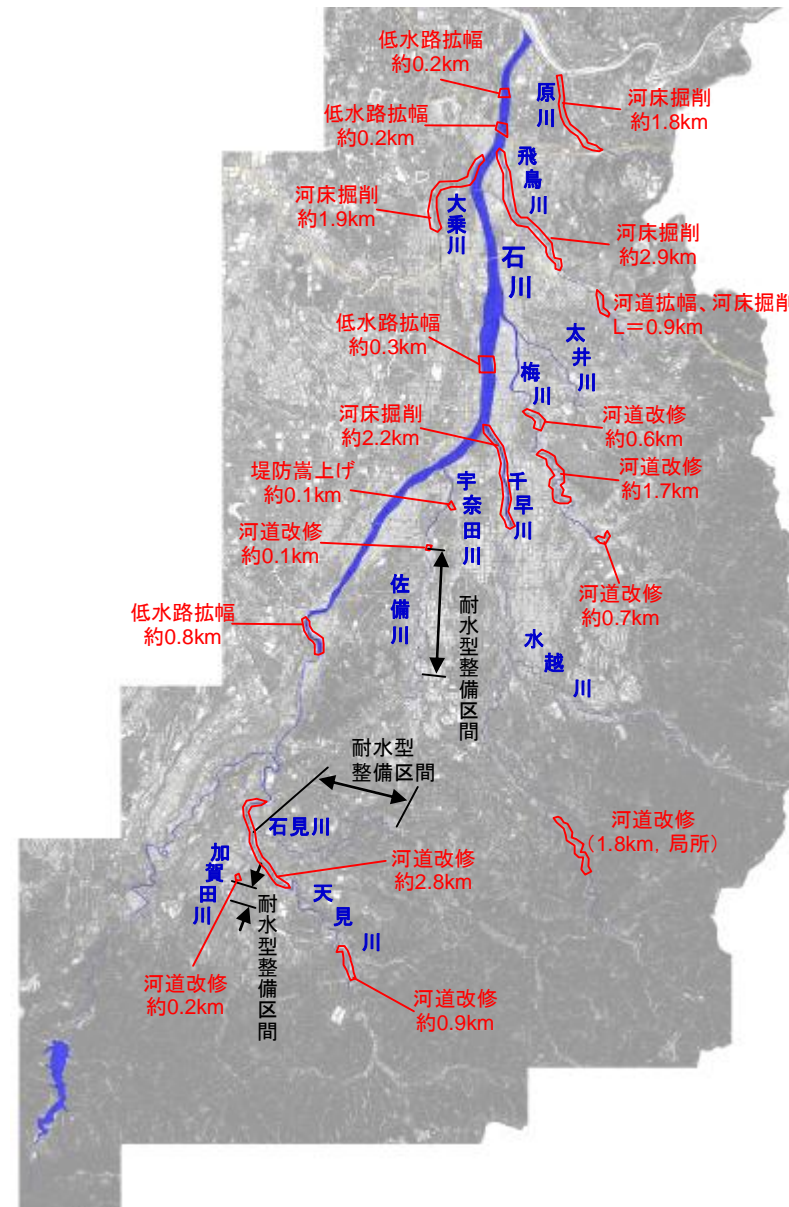 低水路拡幅
約0.2km
原川
河床掘削
約1.8km
低水路拡幅
約0.2km
飛鳥川
河床掘削
約1.9km
大乗川
河床掘削
約2.9km
石川
河道拡幅、河床掘削
L＝0.9km
低水路拡幅
約0.3km
太井川
梅川
河床掘削
約2.2km
河道改修
約0.6km
堤防嵩上げ
約0.1km
宇奈田川
千早川
河道改修
約1.7km
河道改修
約0.1km
佐備川
耐水型整備区間
河道改修
約0.7km
低水路拡幅
約0.8km
水越川
耐水型
整備区間
石見川
河道改修
（1.8km, 局所）
加賀田川
河道改修
約2.8km
天見川
耐水型整備区間
河道改修
約0.2km
河道改修
約0.9km